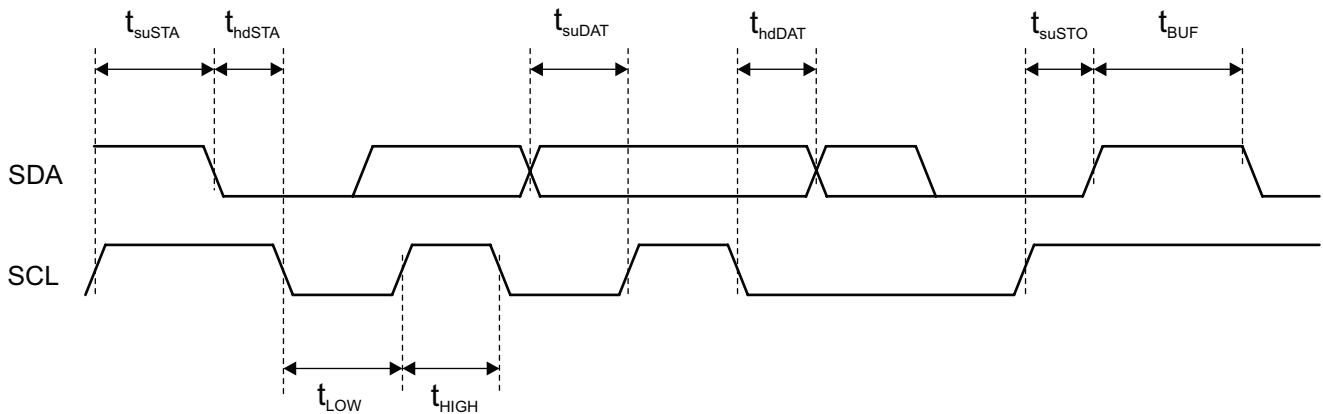 tsuSTA thdSTA tsuDAT thdDAT tsuSTO tBUF
SDA
SCL
tLOW tHIGH